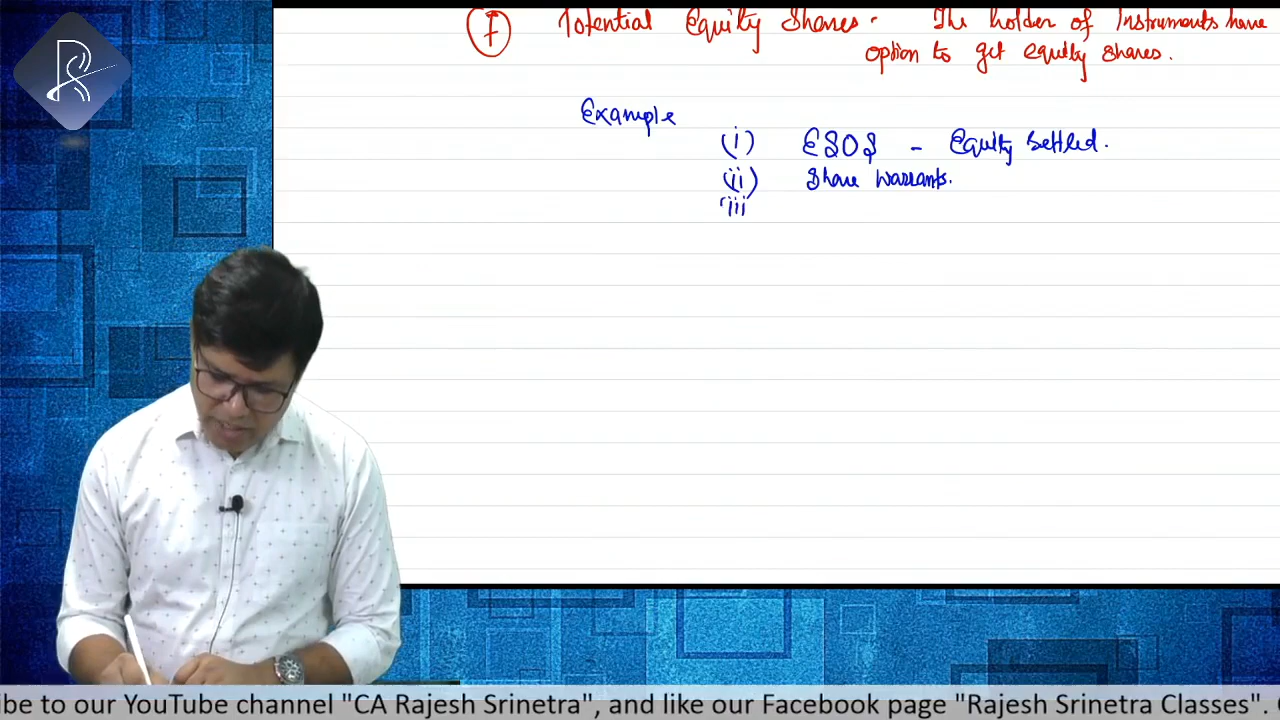 (F) Potential Equity Shares - The holder of Instruments have
option to get equity shares.
Example
(i) ESOS - Equity Settled.
(ii) Share Warrants.
(iii
ibe to our YouTube channel "CA Rajesh Srinetra", and like our Facebook page "Rajesh Srinetra Classes".